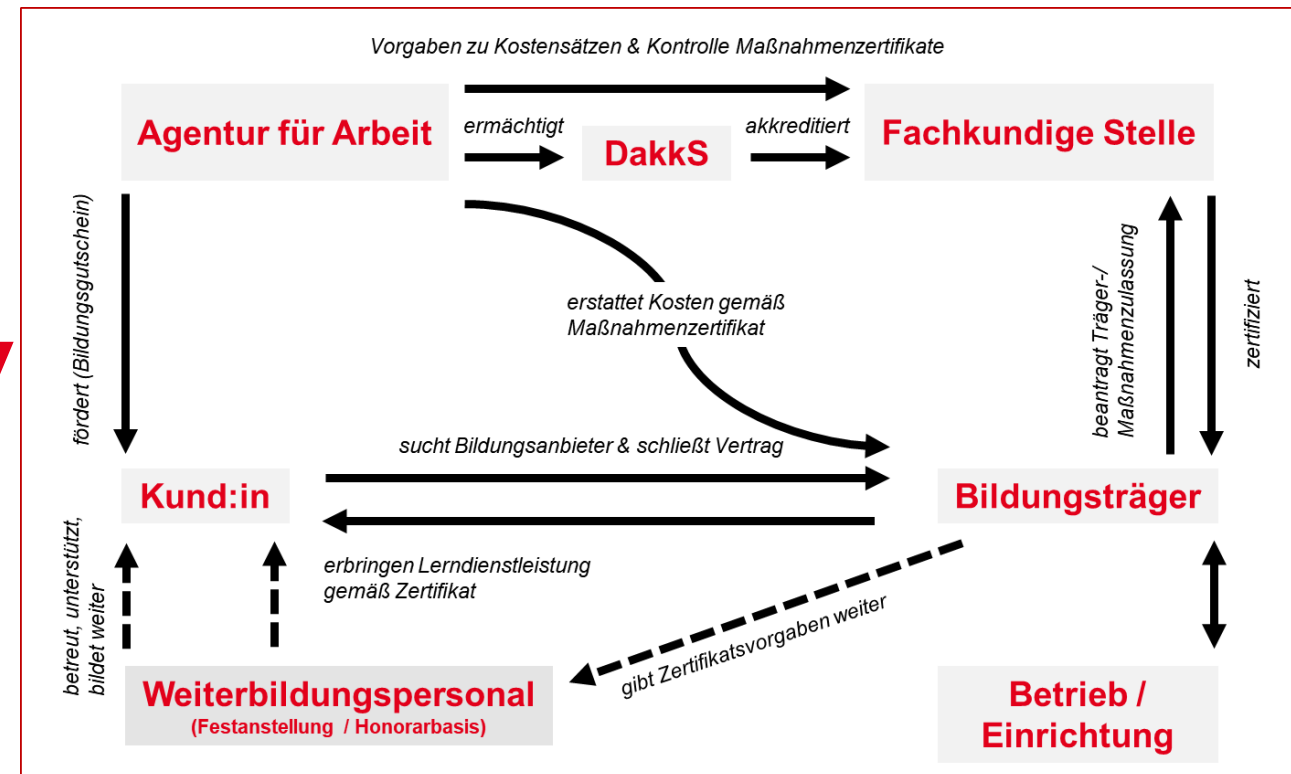 Vorgaben zu Kostensätzen & Kontrolle Maßnahmenzertifikate
Agentur für Arbeit
ermächtigt
DakkS
akkreditiert
Fachkundige Stelle
fördert (Bildungsgutschein)
erstattet Kosten gemäß
Maßnahmenzertifikat
beantragt Träger-/
Maßnahmenzulassung
zertifiziert
sucht Bildungsanbieter & schließt Vertrag
Kund:in
Bildungsträger
erbringen Lerndienstleistung
gemäß Zertifikat
betreut, unterstützt,
bildet weiter
gibt Zertifikatsvorgaben weiter
Weiterbildungspersonal
(Festanstellung / Honorarbasis)
Betrieb /
Einrichtung